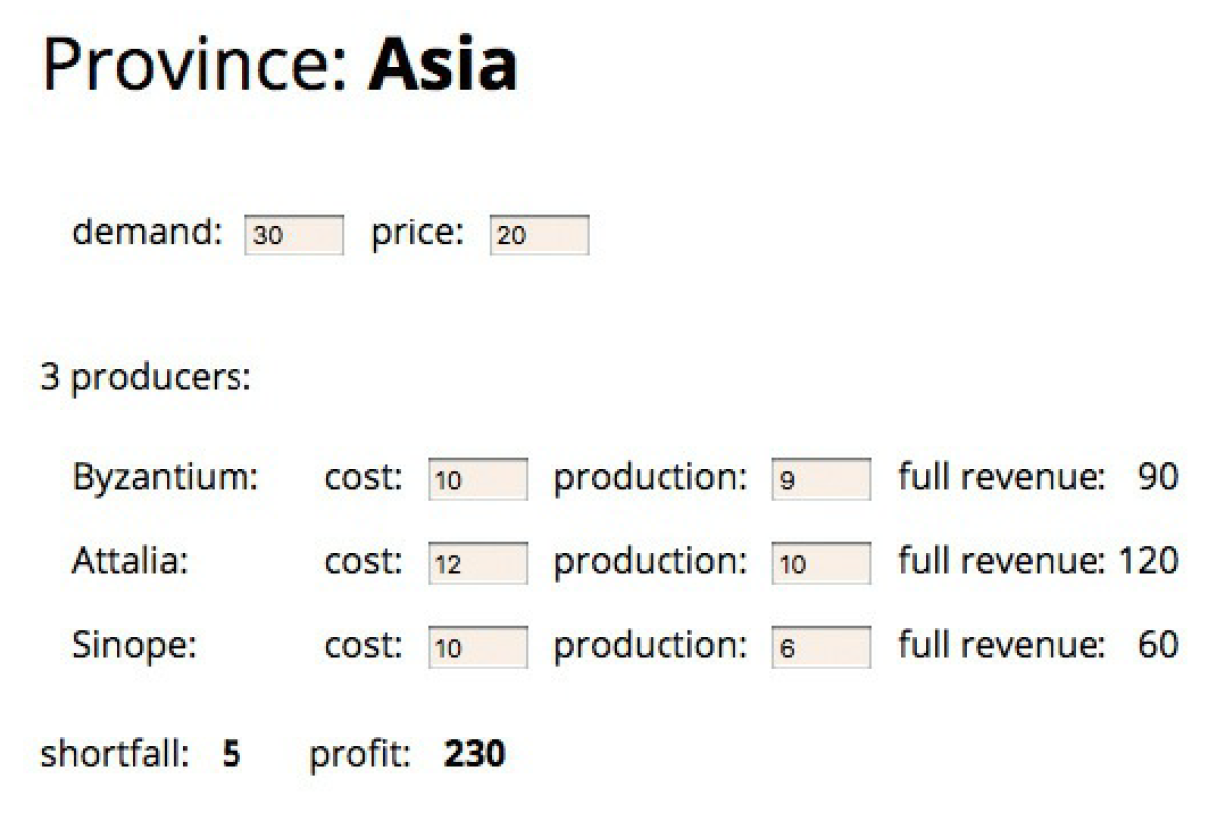 Province: Asia
demand: 30 price: 20
3 producers:
Byzantium: cost: 10 production: 9 full revenue: 90
Attalia: cost: 12 production: 10 full revenue: 120
Sinope: cost: 10 production: 6 full revenue: 60
shortfall: 5 profit: 230